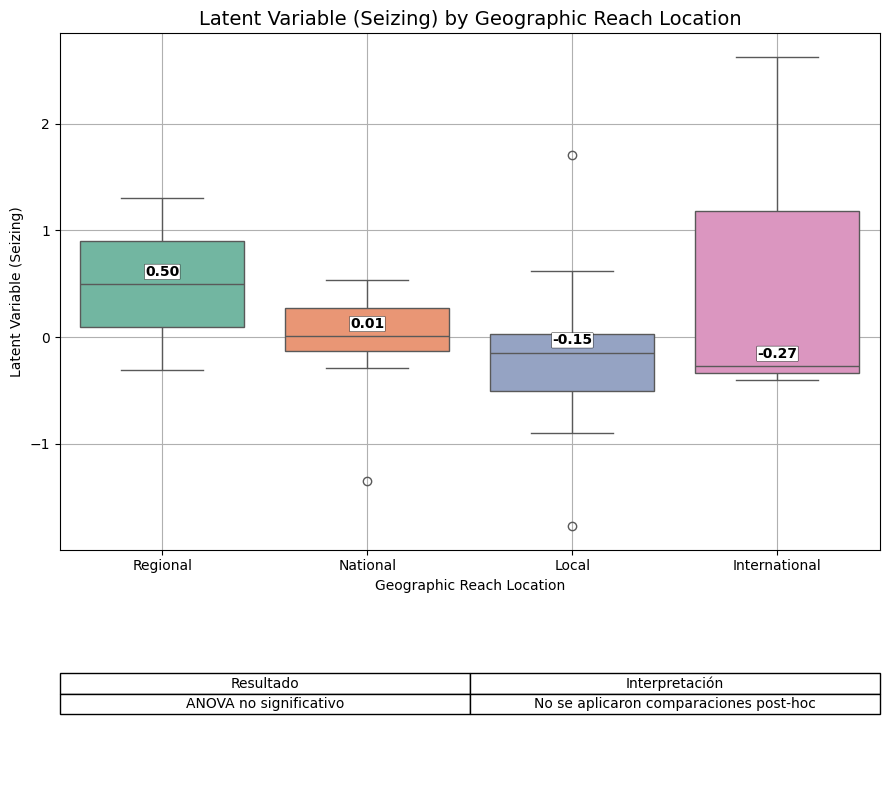 Latent Variable (Seizing) by Geographic Reach Location
Latent Variable (Seizing)
2
1
0
−1
0.50
0.01
-0.15
-0.27
Regional National Local International
Geographic Reach Location
Resultado Interpretación
ANOVA no significativo No se aplicaron comparaciones post-hoc